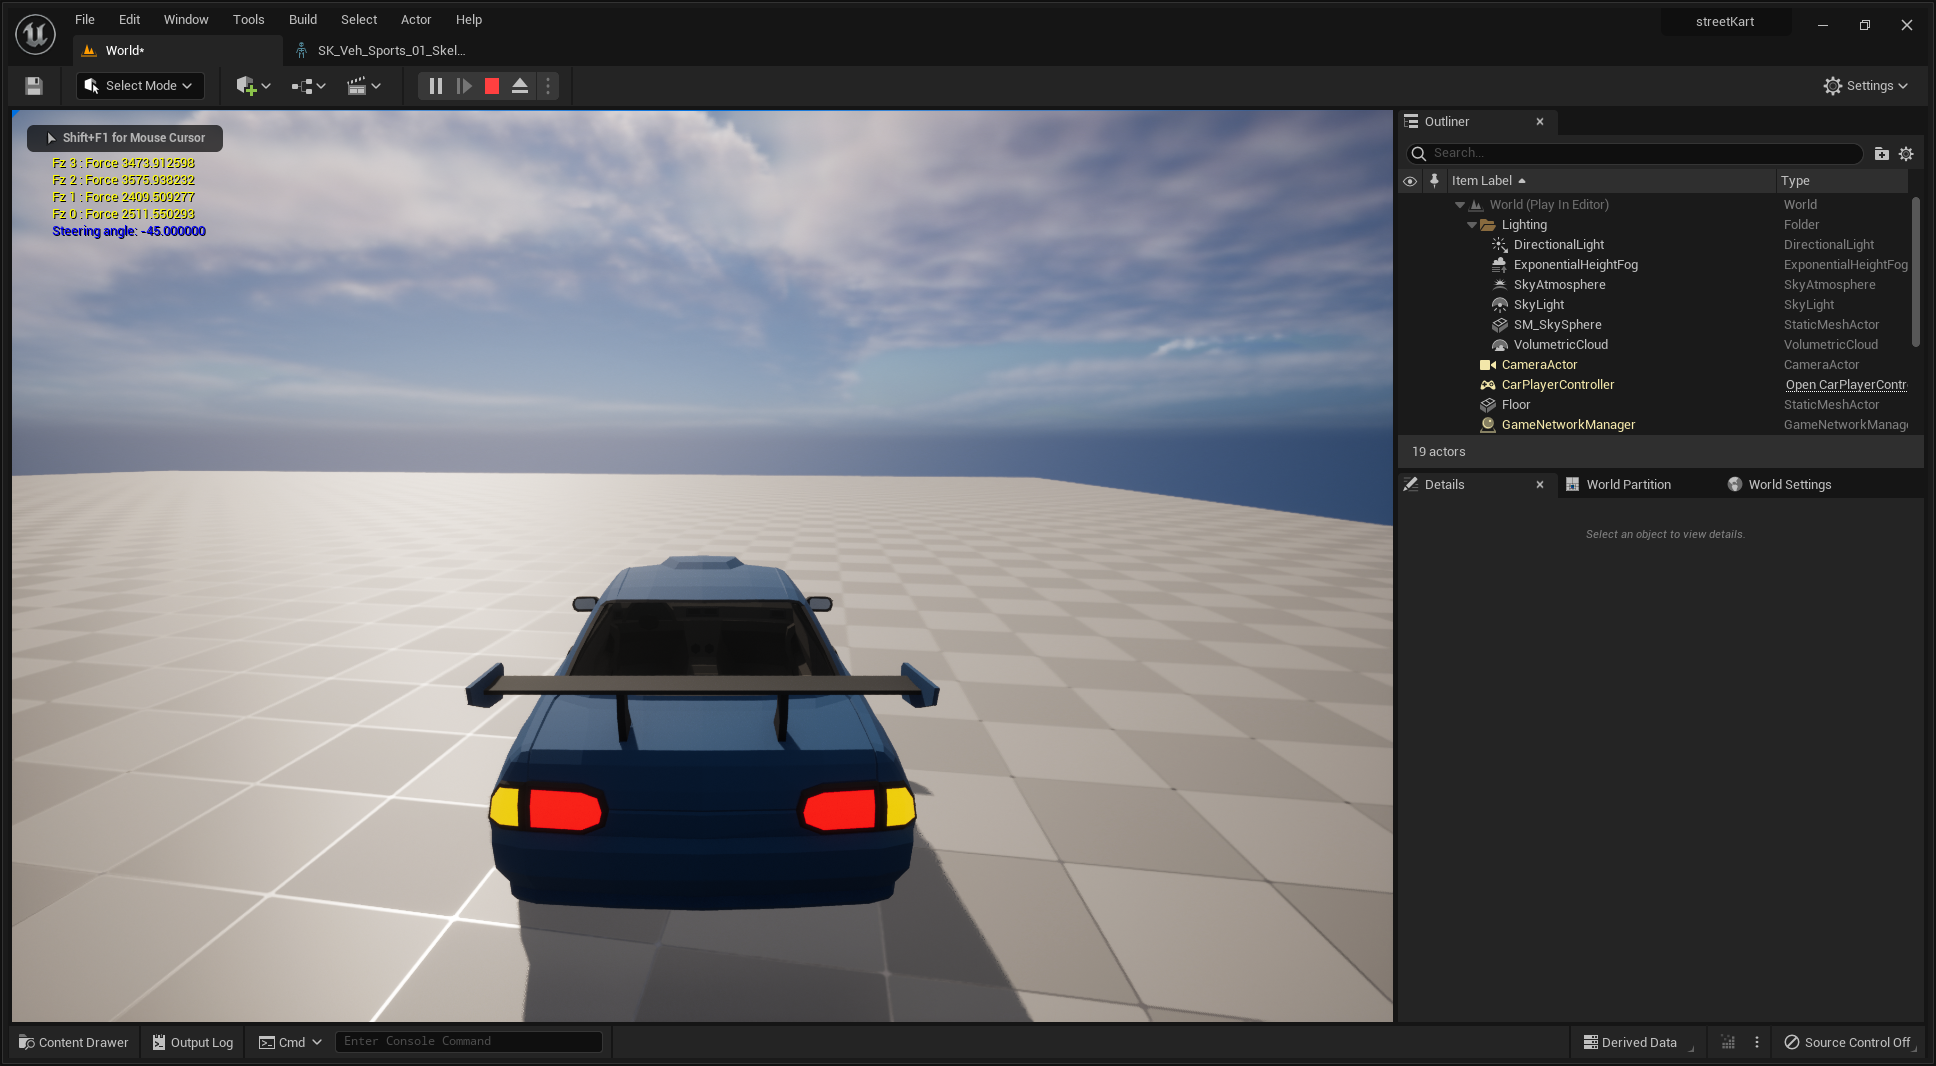 File Edit Window Tools Build Select Actor Help
streetKart
World*
SK_Veh_Sports_01_Skel...
Select Mode
Settings
Shift+F1 for Mouse Cursor
Fz 3 : Force 3473.912598
Fz 2 : Force 3575.938232
Fz 1 : Force 2409.509277
Fz 0 : Force 2511.550293
Steering angle: -45.000000
Outliner
Search...
Item Label Type
World (Play In Editor) World
Lighting Folder
DirectionalLight DirectionalLight
ExponentialHeightFog ExponentialHeightFog
SkyAtmosphere SkyAtmosphere
SkyLight SkyLight
SM_SkySphere StaticMeshActor
VolumetricCloud VolumetricCloud
CameraActor CameraActor
CarPlayerController Open CarPlayerContr
Floor StaticMeshActor
GameNetworkManager GameNetworkManag
19 actors
Details World Partition World Settings
Select an object to view details.
Content Drawer Output Log Cmd Enter Console Command Derived Data Source Control Off